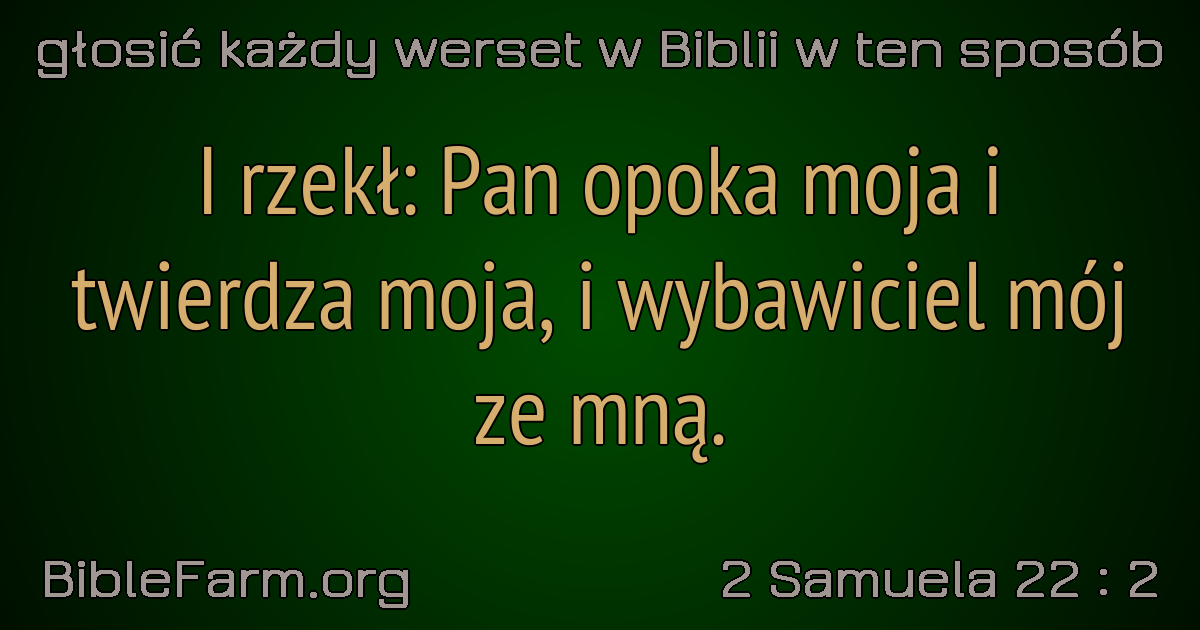 głosić każdy werset w Biblii w ten sposób
I rzekł: Pan opoka moja i
twierdza moja, i wybawiciel mój
ze mną.
BibleFarm.org
2 Samuela 22 : 2